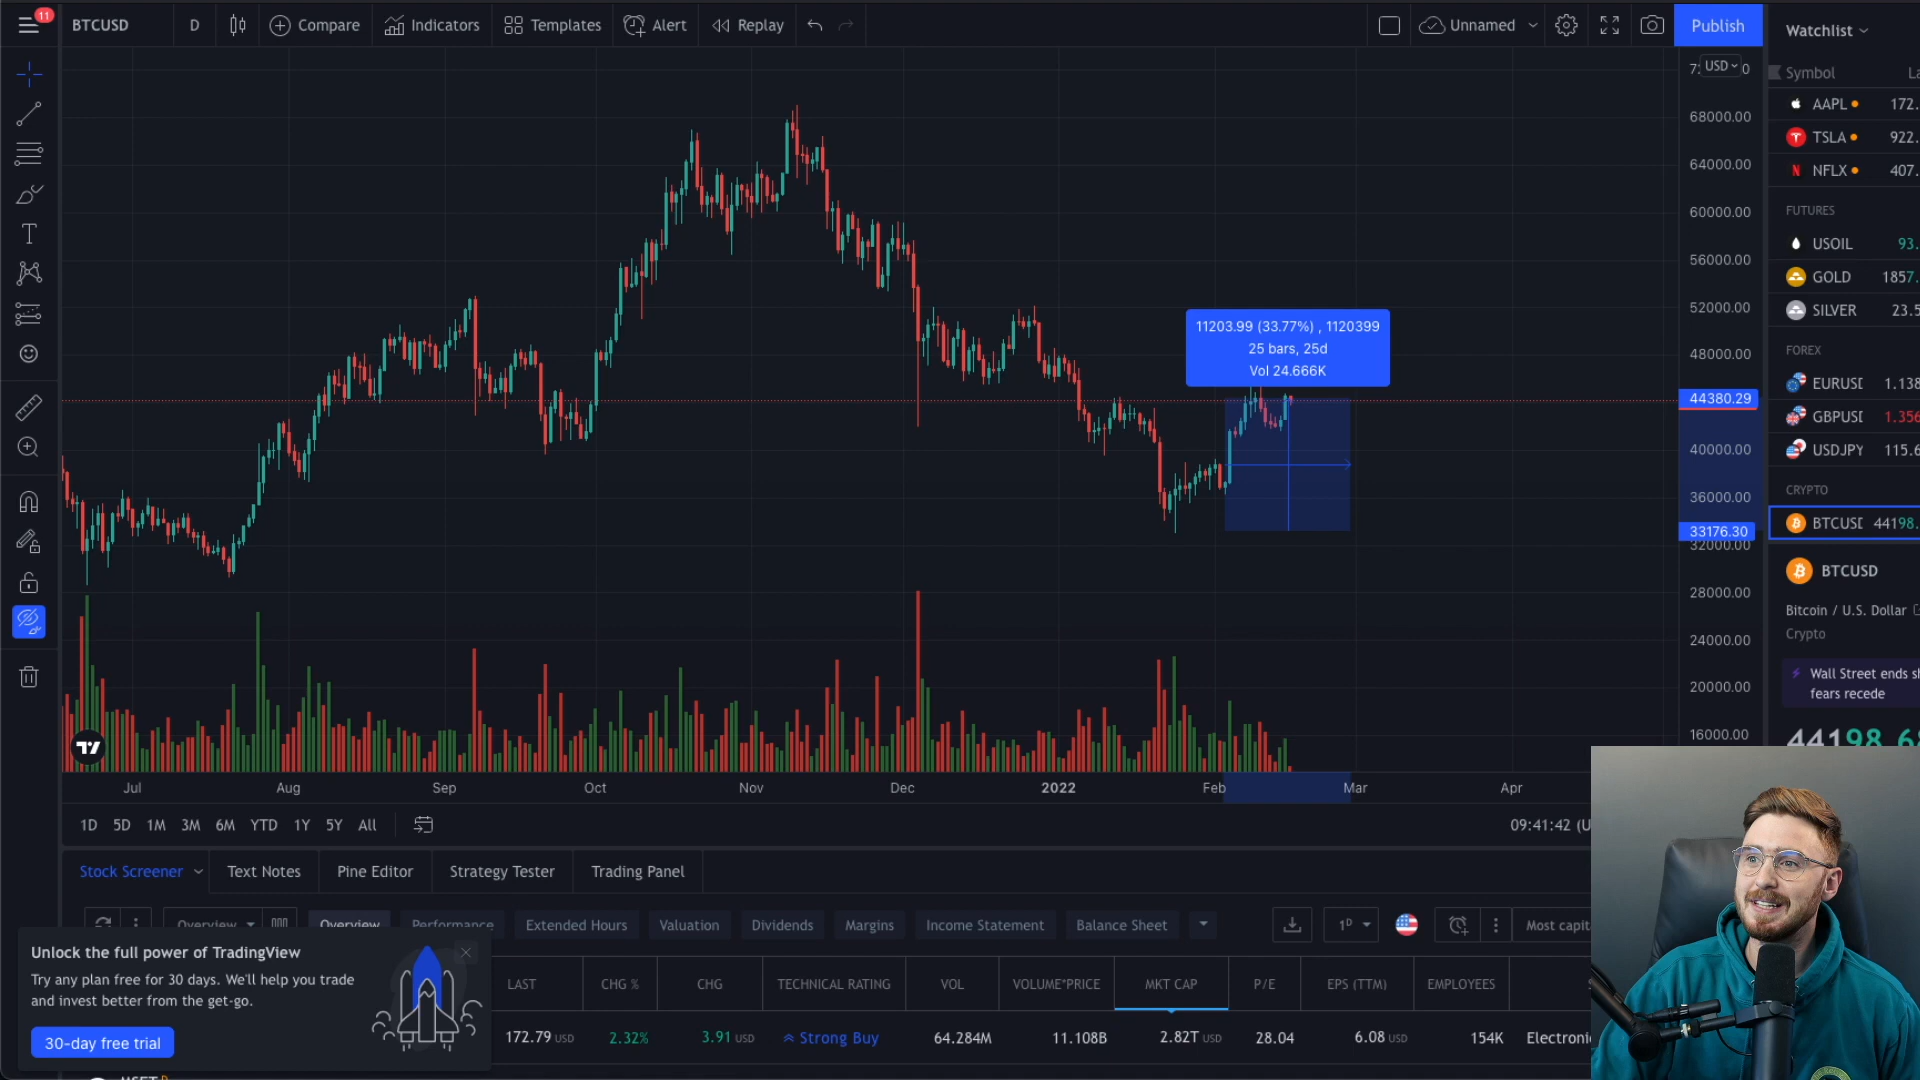 11
BTCUSD
D
Compare
Indicators
Templates
Alert
Replay
Unnamed
Publish
Watchlist
USD
Symbol
AAPL 172.
TSLA 922.
NFLX 407.
FUTURES
USOIL 93.
GOLD 1857.
SILVER 23.5
FOREX
EURUSD 1.138
GBPUSD 1.356
USDJPY 115.6
CRYPTO
BTCUSD 44198.
BTCUSD
Bitcoin / U.S. Dollar
Crypto
Wall Street ends
fears recede
68000.00
64000.00
60000.00
56000.00
52000.00
48000.00
44380.29
40000.00
36000.00
33176.30
32000.00
28000.00
24000.00
20000.00
16000.00
11203.99 (33.77%) , 1120399
25 bars, 25d
Vol 24.666K
Jul Aug Sep Oct Nov Dec 2022 Feb Mar Apr
1D 5D 1M 3M 6M YTD 1Y 5Y All
09:41:42
Stock Screener
Text Notes
Pine Editor
Strategy Tester
Trading Panel
Overview
Overview
Performance
Extended Hours
Valuation
Dividends
Margins
Income Statement
Balance Sheet
1D
Most
LAST CHG % CHG TECHNICAL RATING VOL VOLUME*PRICE MKT CAP P/E EPS (TTM) EMPLOYEES
172.79 USD 2.32% 3.91 USD Strong Buy 64.284M 11.108B 2.82T USD 28.04 6.08 USD 154K
Unlock the full power of TradingView
Try any plan free for 30 days. We'll help you trade
and invest better from the get-go.
30-day free trial